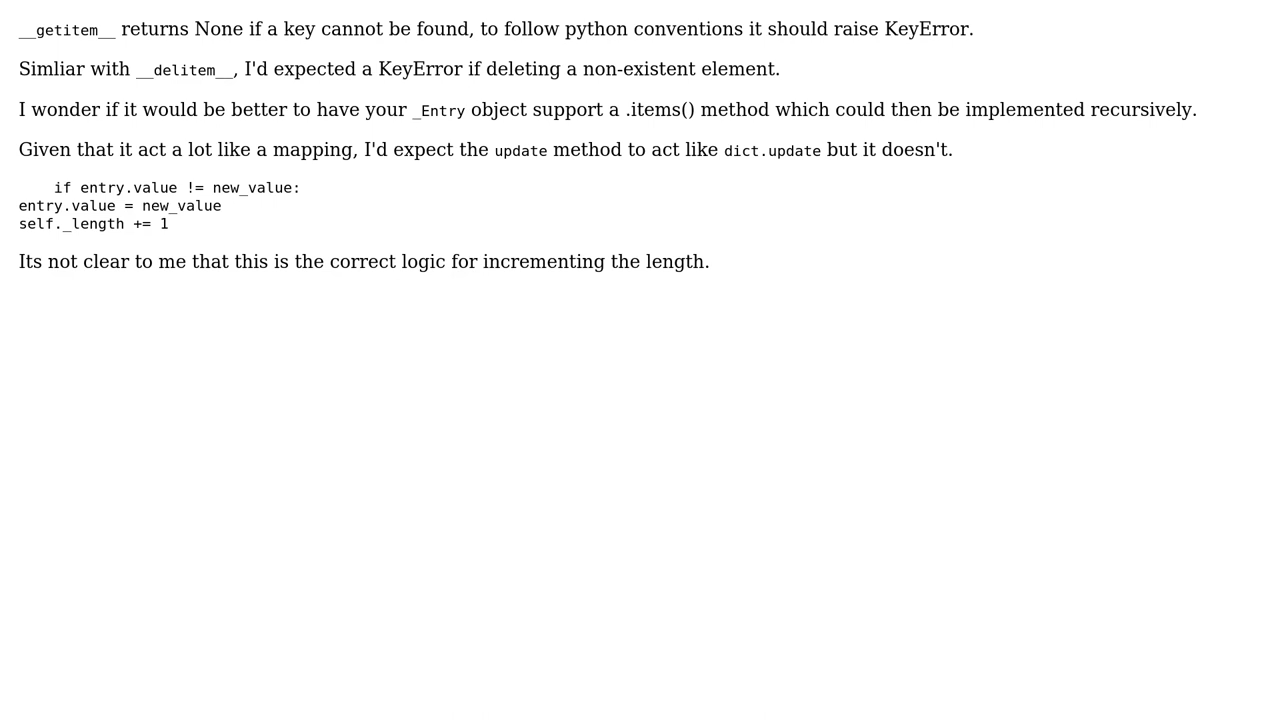 __getitem__ returns None if a key cannot be found, to follow python conventions it should raise KeyError.
Simliar with __delitem__, I'd expected a KeyError if deleting a non-existent element.
I wonder if it would be better to have your _Entry object support a .items() method which could then be implemented recursively.
Given that it act a lot like a mapping, I'd expect the update method to act like dict.update but it doesn't.
    if entry.value != new_value:
entry.value = new_value
self._length += 1
Its not clear to me that this is the correct logic for incrementing the length.